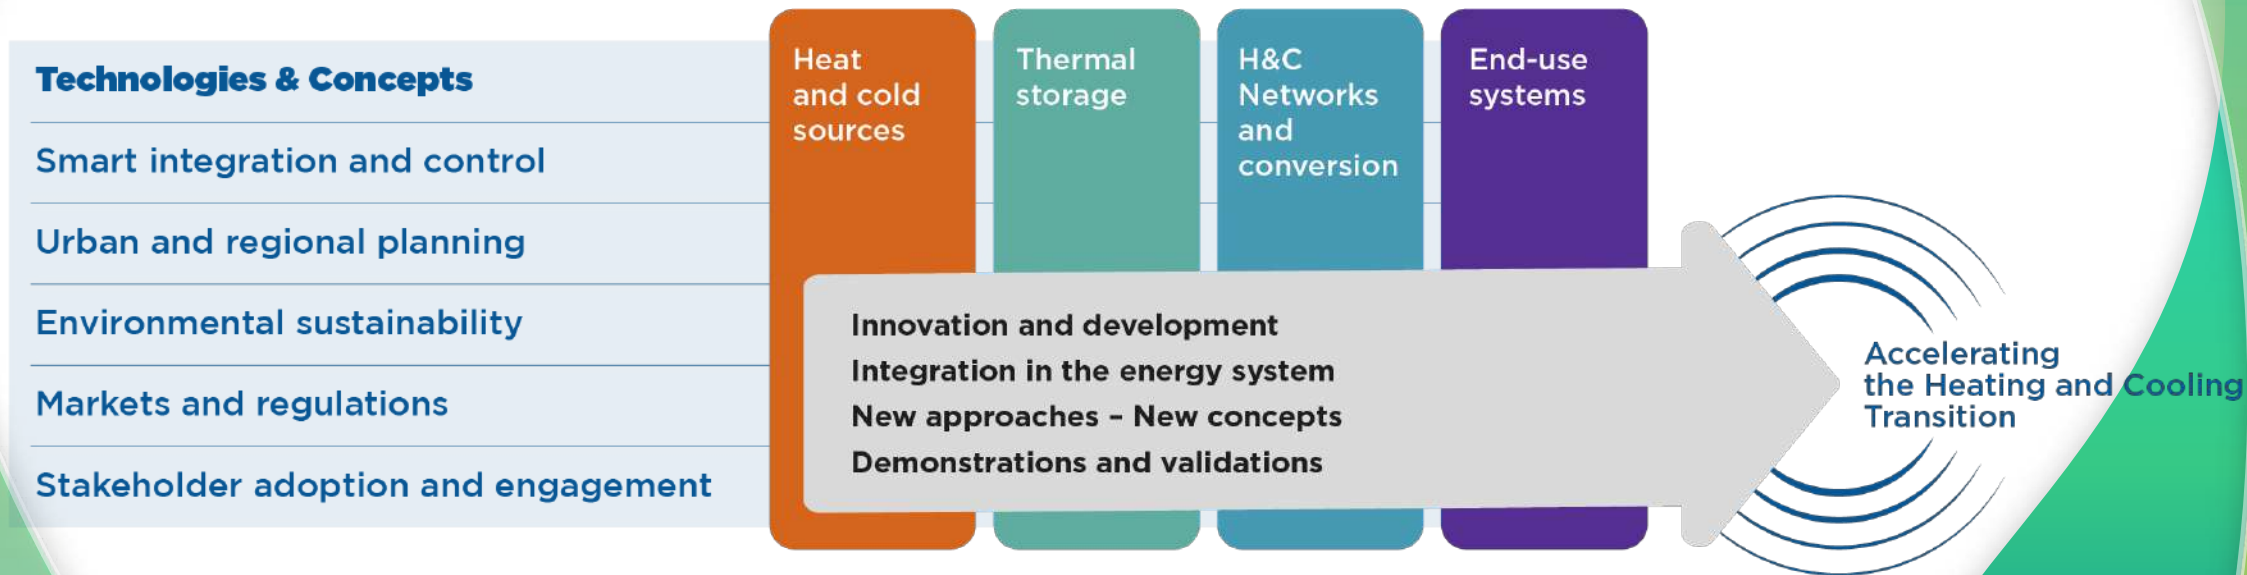 Technologies & Concepts
Smart integration and control
Urban and regional planning
Environmental sustainability
Markets and regulations
Stakeholder adoption and engagement
Heat
and cold
sources
Thermal
storage
H&C
Networks
and
conversion
End-use
systems
Innovation and development
Integration in the energy system
New approaches – New concepts
Demonstrations and validations
Accelerating
the Heating and Cooling
Transition